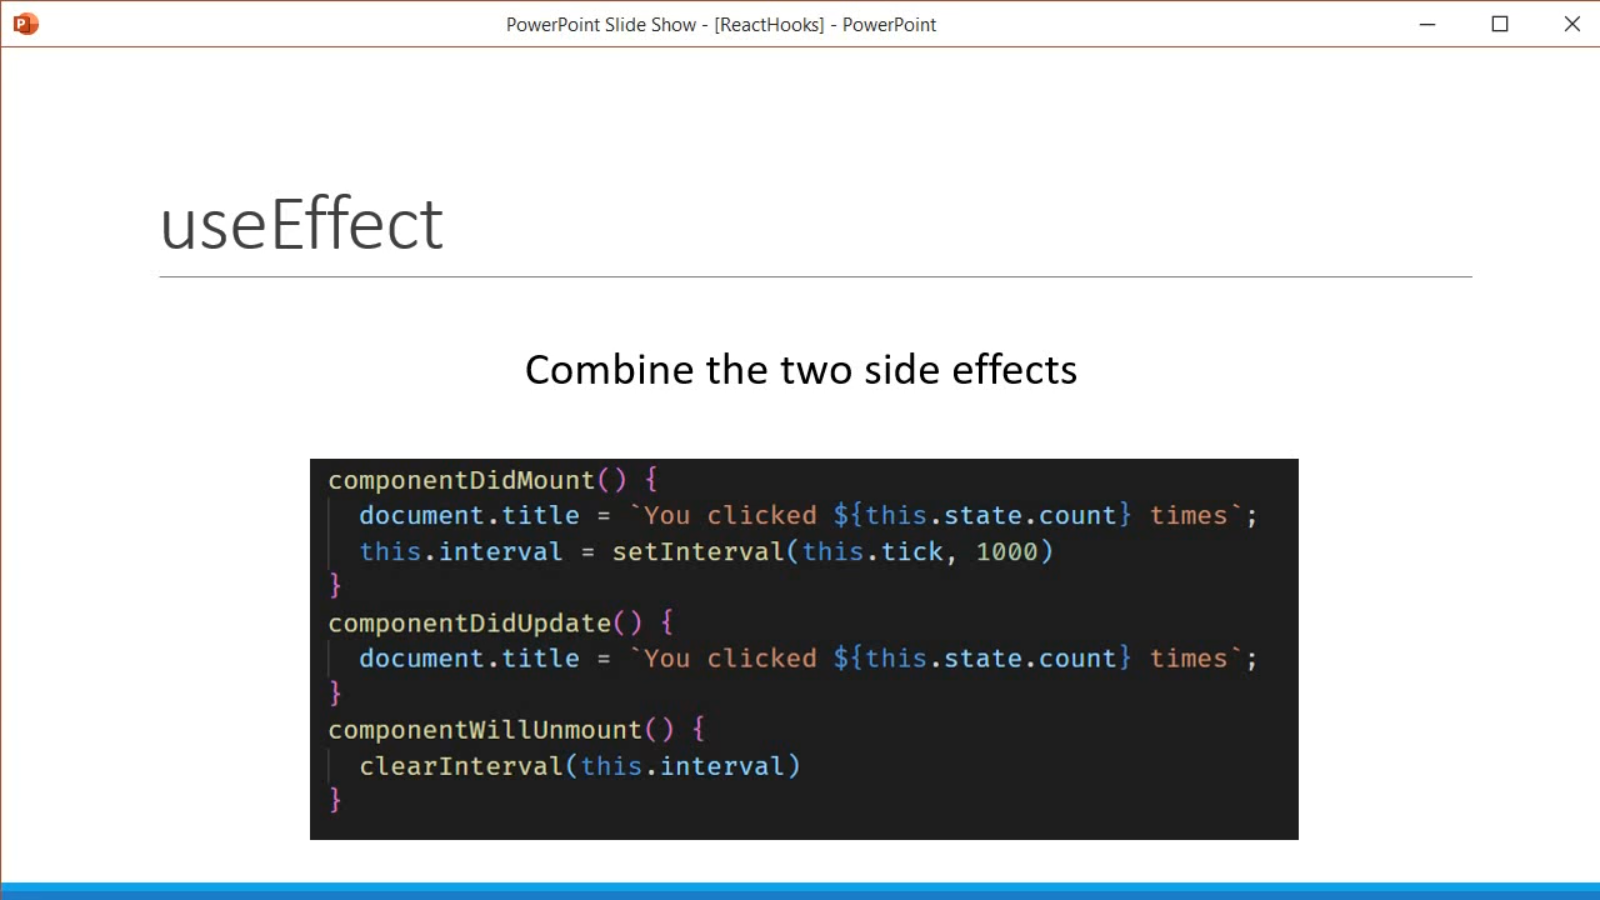 PowerPoint Slide Show - [ReactHooks] - PowerPoint
useEffect
Combine the two side effects
componentDidMount() {
document.title = `You clicked ${this.state.count} times`;
this.interval = setInterval(this.tick, 1000)
}
componentDidUpdate() {
document.title = `You clicked ${this.state.count} times`;
}
componentWillUnmount() {
clearInterval(this.interval)
}